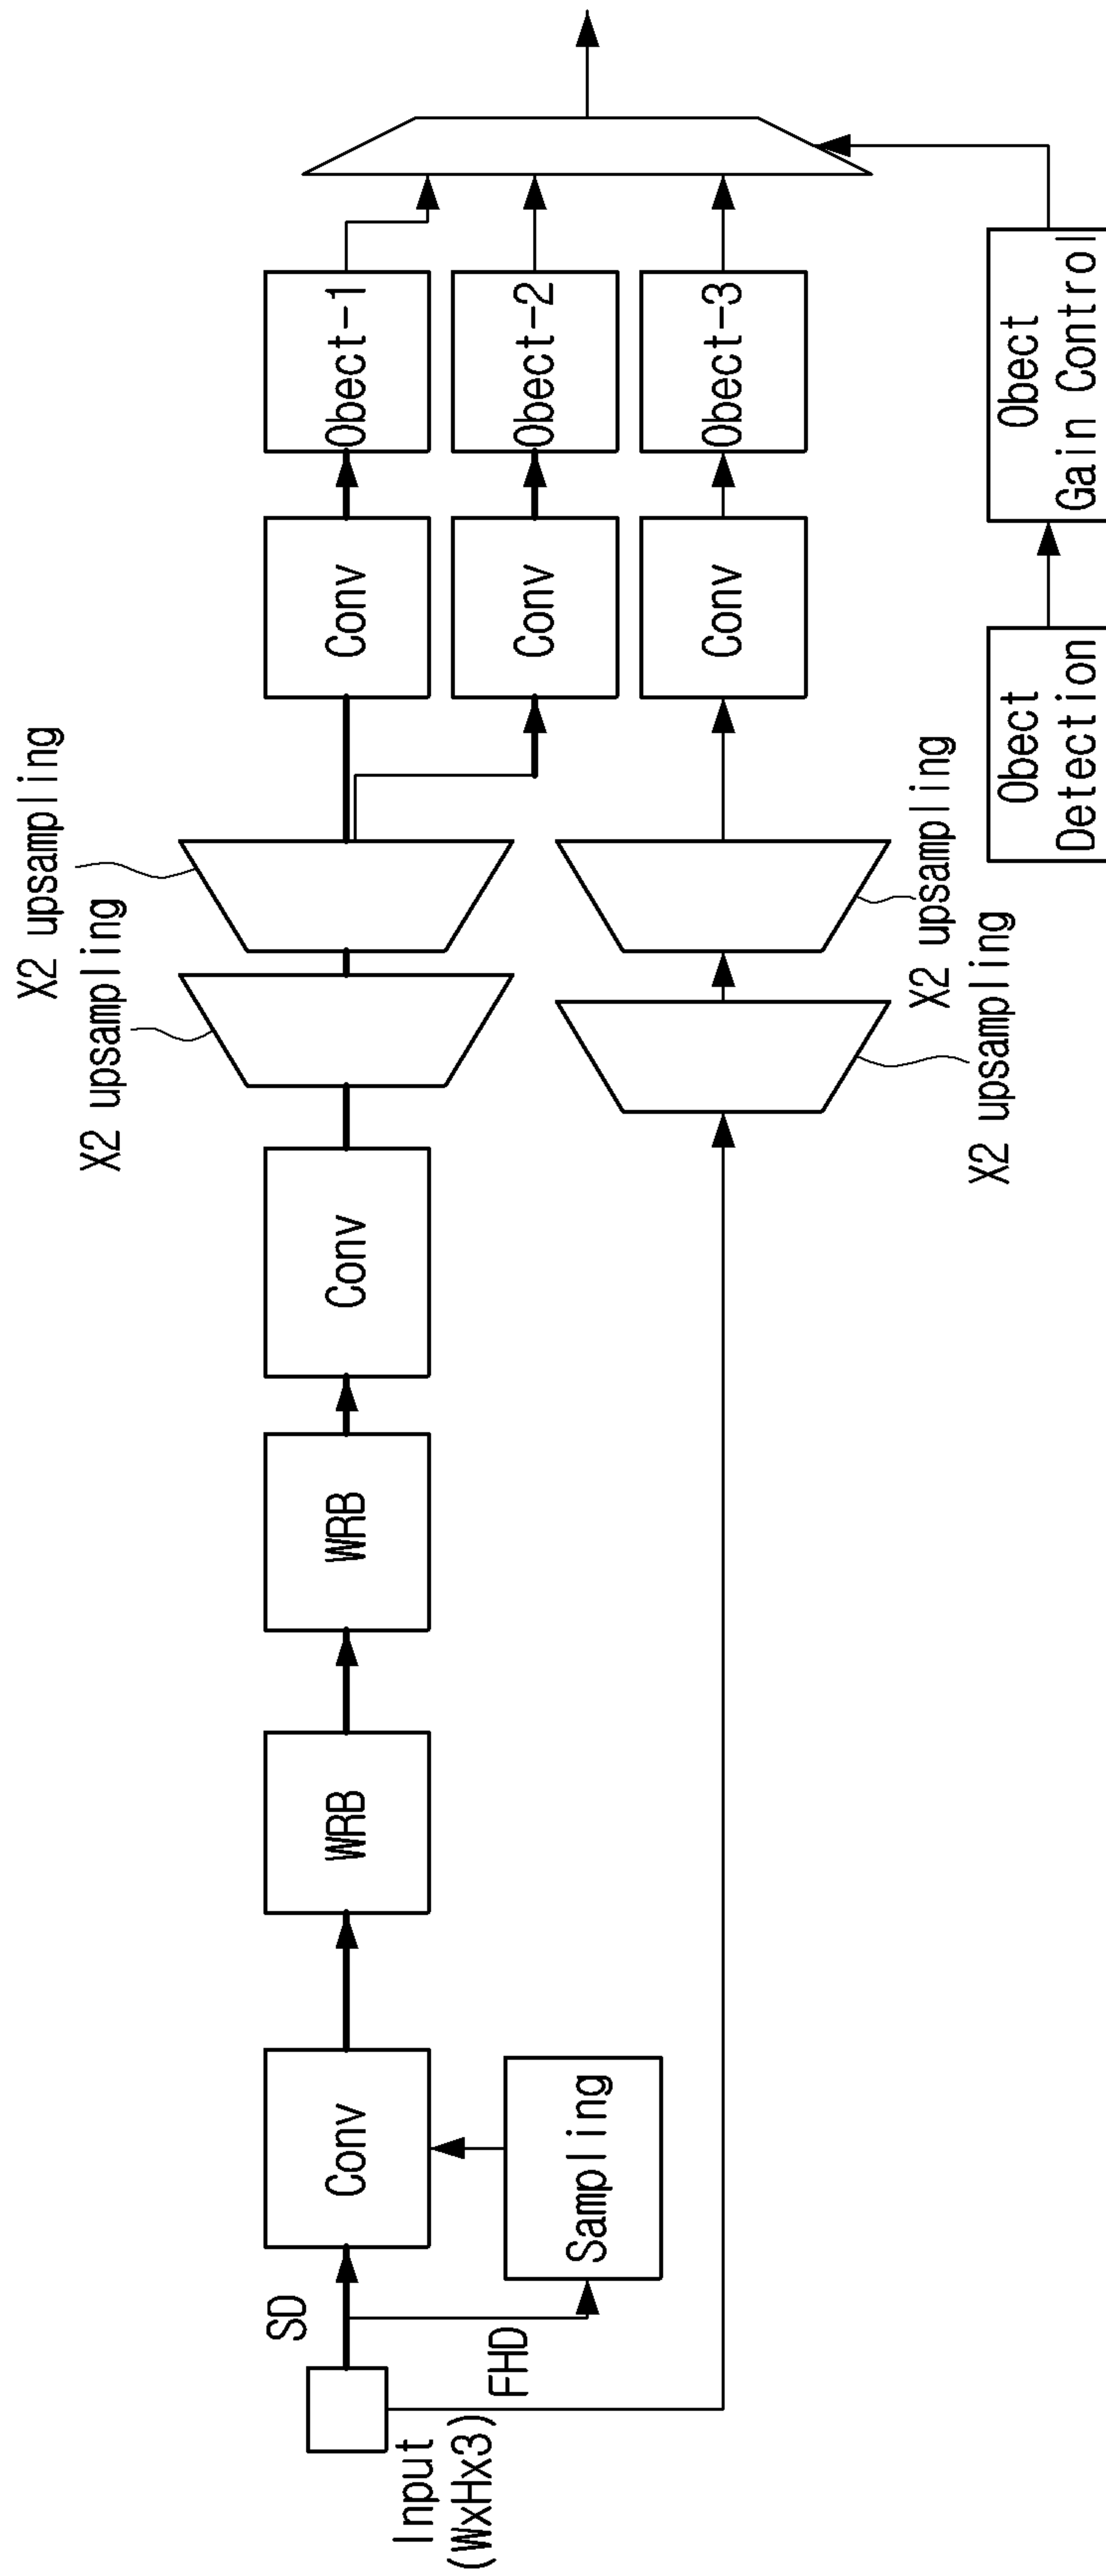 Input
(WxHx3)
SD
FHD
Conv
Sampling
WRB
WRB
Conv
X2 upsampling
X2 upsampling
X2 upsampling
X2 upsampling
Conv
Conv
Conv
Obect-1
Obect-2
Obect-3
Obect
Detection
Obect
Gain Control